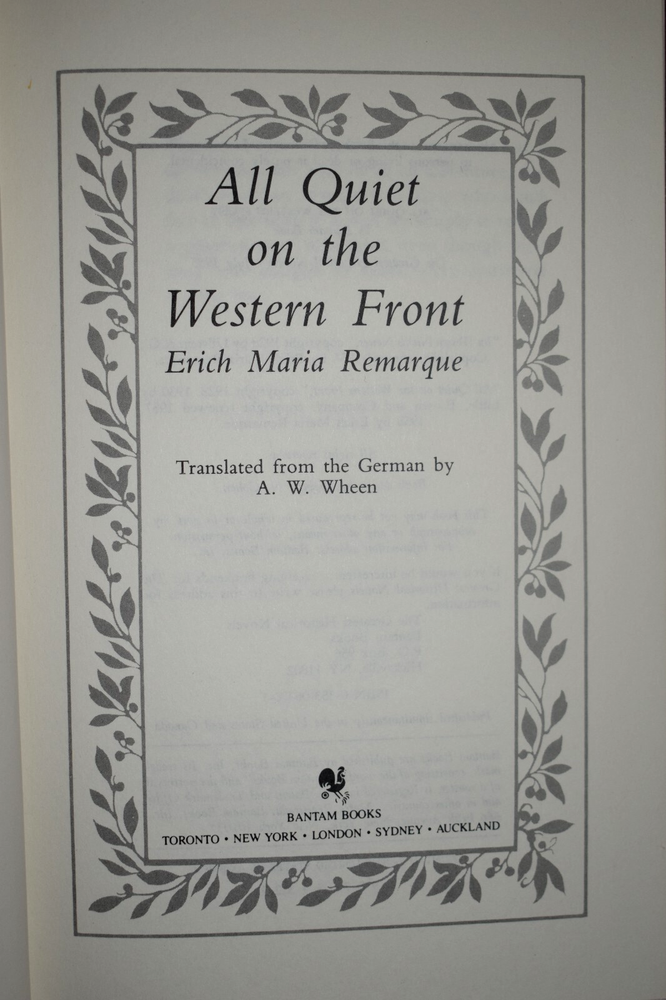 All Quiet
on the
Western Front
Erich Maria Remarque
Translated from the German by
A. W. Wheen
BANTAM BOOKS
TORONTO • NEW YORK • LONDON • SYDNEY • AUCKLAND